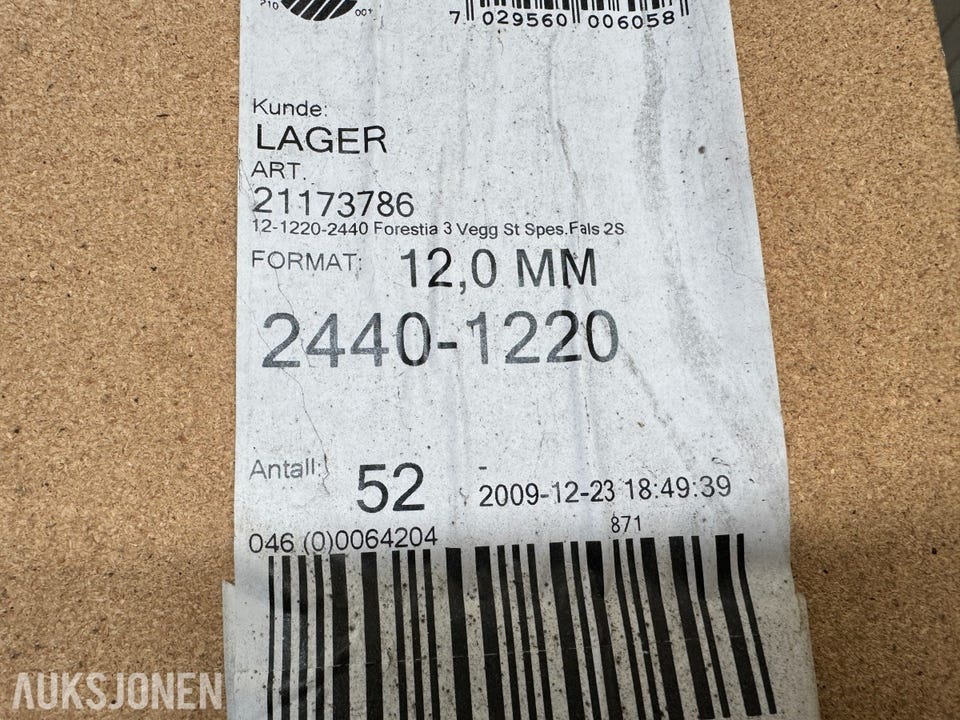 7 029560 006058
Kunde:
LAGER
ART.
21173786
12-1220-2440 Forestia 3 Vegg St Spes.Fals 2S
FORMAT: 12,0 MM
2440-1220
Antall: 52 - 2009-12-23 18:49:39
871
046 (0)0064204
AUKSJONEN